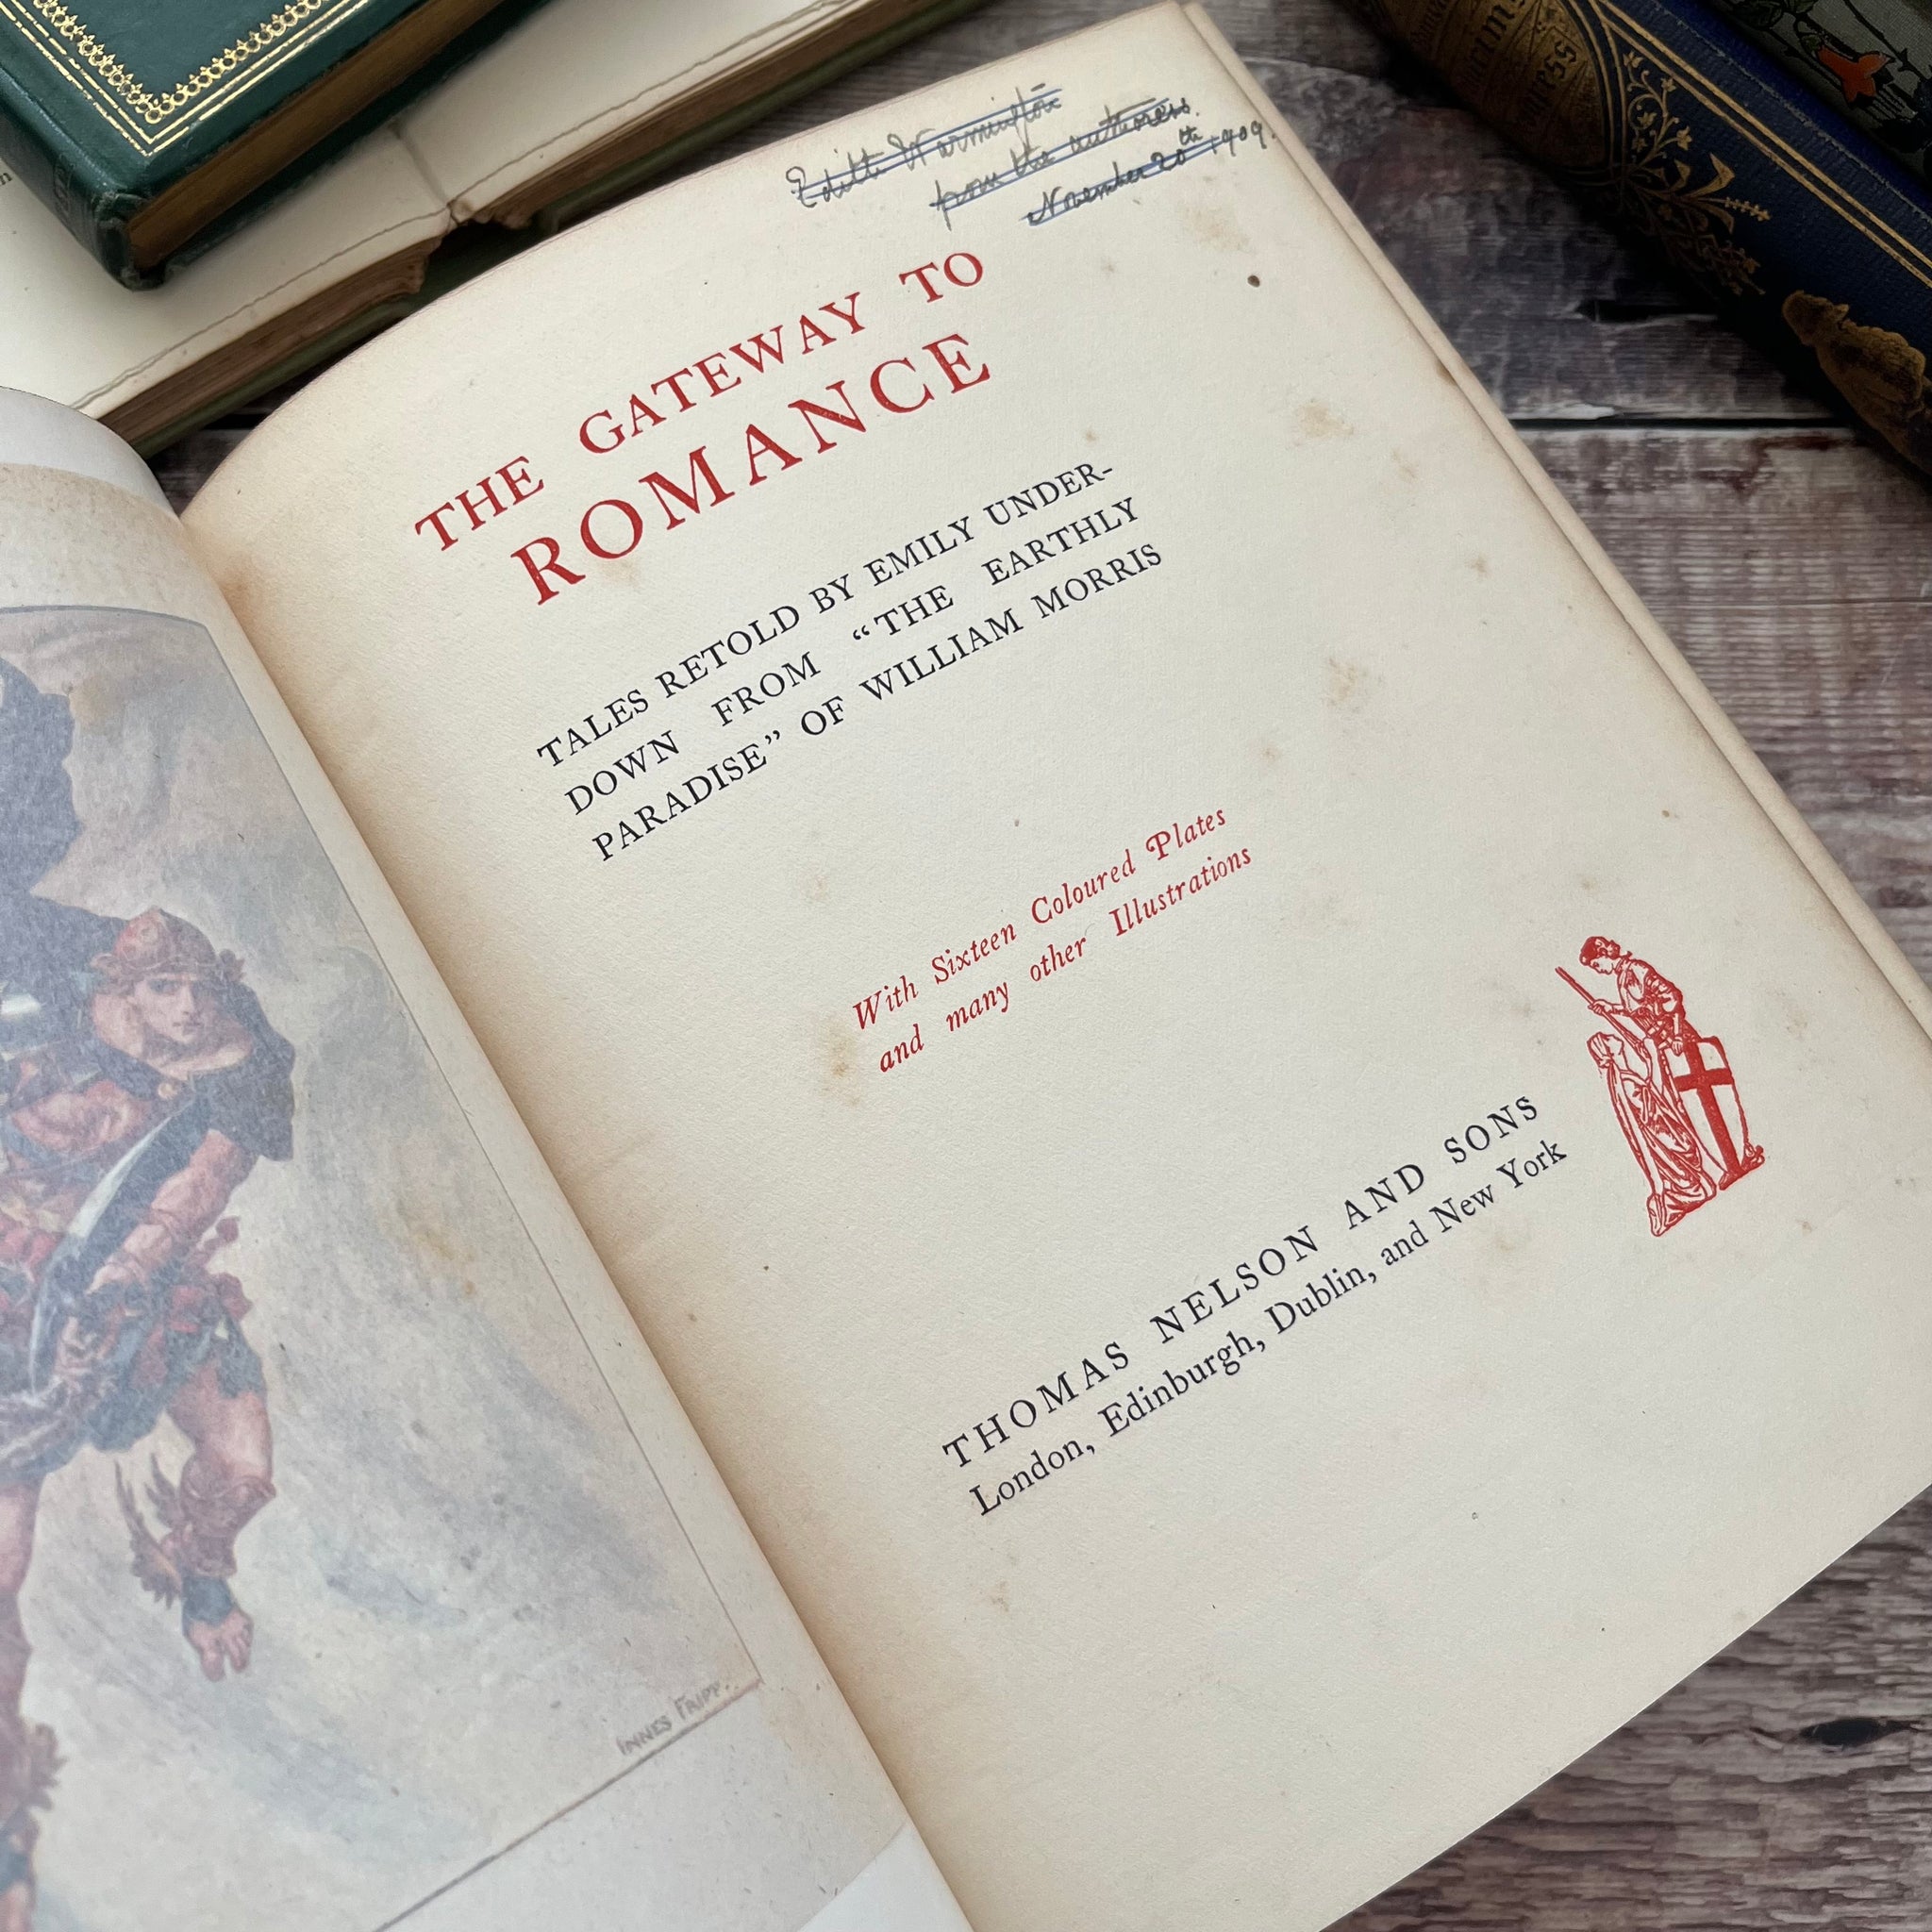 Edith Warmington
from the authoress.
November 20th 1909.
THE GATEWAY TO
ROMANCE
TALES RETOLD BY EMILY UNDER-
DOWN FROM "THE EARTHLY
PARADISE" OF WILLIAM MORRIS
With Sixteen Coloured Plates
and many other Illustrations
THOMAS NELSON AND SONS
London, Edinburgh, Dublin, and New York
INNES FRIPP.